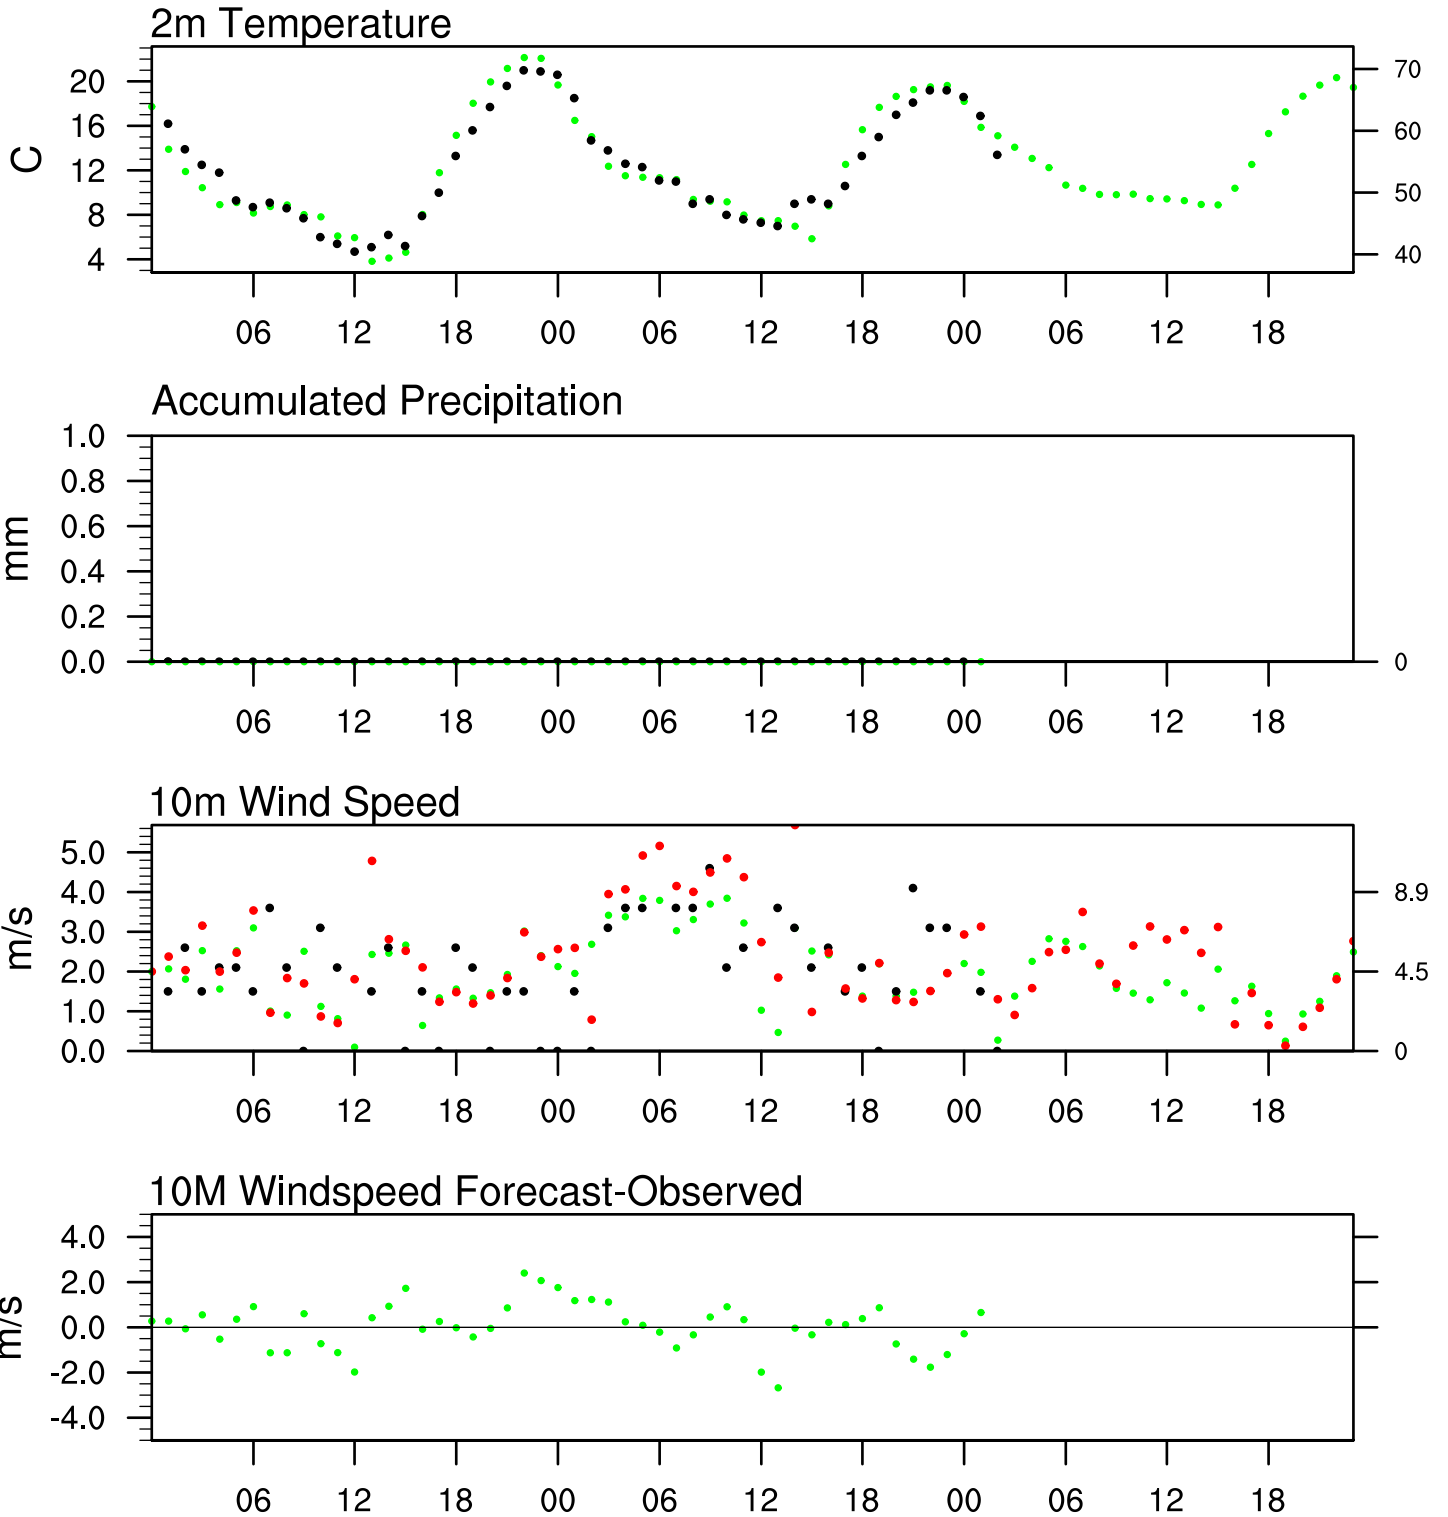 2m Temperature
20
16
12
8
4
C
70
60
50
40
06 12 18 00 06 12 18 00 06 12 18
Accumulated Precipitation
1.0
0.8
0.6
0.4
0.2
0.0
mm
0
06 12 18 00 06 12 18 00 06 12 18
10m Wind Speed
5.0
4.0
3.0
2.0
1.0
0.0
m/s
8.9
4.5
0
06 12 18 00 06 12 18 00 06 12 18
10M Windspeed Forecast-Observed
4.0
2.0
0.0
-2.0
-4.0
m/s
06 12 18 00 06 12 18 00 06 12 18